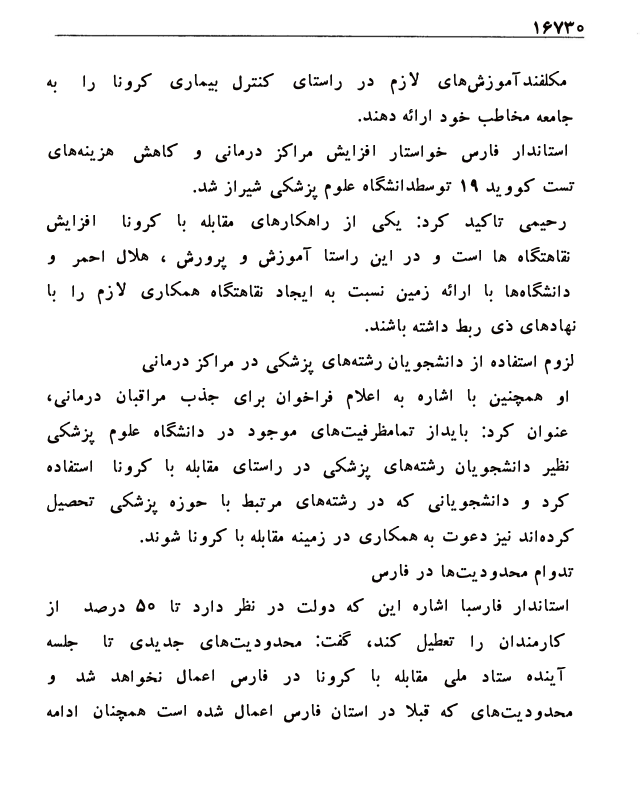 ۱۶۷۳۰
مکلفندآموزش‌های لازم در راستای کنترل بیماری کرونا را به
جامعه مخاطب خود ارائه دهند.
استاندار فارس خواستار افزایش مراکز درمانی و کاهش هزینه‌های
تست کووید ۱۹ توسطدانشگاه علوم پزشکی شیراز شد.
رحیمی تاکید کرد: یکی از راهکارهای مقابله با کرونا افزایش
نقاهتگاه ها است و در این راستا آموزش و پرورش ، هلال احمر و
دانشگاه‌ها با ارائه زمین نسبت به ایجاد نقاهتگاه همکاری لازم را با
نهادهای ذی ربط داشته باشند.
لزوم استفاده از دانشجویان رشته‌های پزشکی در مراکز درمانی
او همچنین با اشاره به اعلام فراخوان برای جذب مراقبان درمانی،
عنوان کرد: بایداز تمامظرفیت‌های موجود در دانشگاه علوم پزشکی
نظیر دانشجویان رشته‌های پزشکی در راستای مقابله با کرونا استفاده
کرد و دانشجویانی که در رشته‌های مرتبط با حوزه پزشکی تحصیل
کرده‌اند نیز دعوت به همکاری در زمینه مقابله با کرونا شوند.
تدوام محدودیت‌ها در فارس
استاندار فارسبا اشاره این که دولت در نظر دارد تا ۵۰ درصد از
کارمندان را تعطیل کند، گفت: محدودیت‌های جدیدی تا جلسه
آینده ستاد ملی مقابله با کرونا در فارس اعمال نخواهد شد و
محدودیت‌های که قبلا در استان فارس اعمال شده است همچنان ادامه